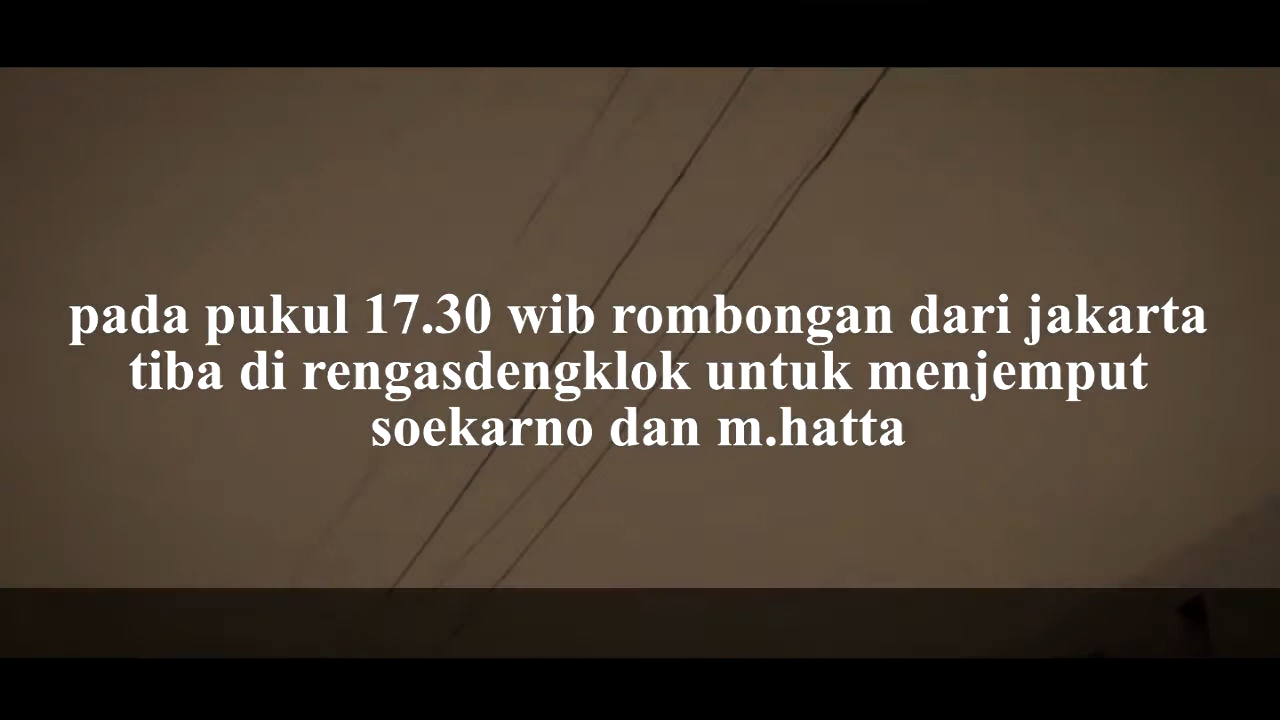 pada pukul 17.30 wib rombongan dari jakarta
tiba di rengasdengklok untuk menjemput
soekarno dan m.hatta